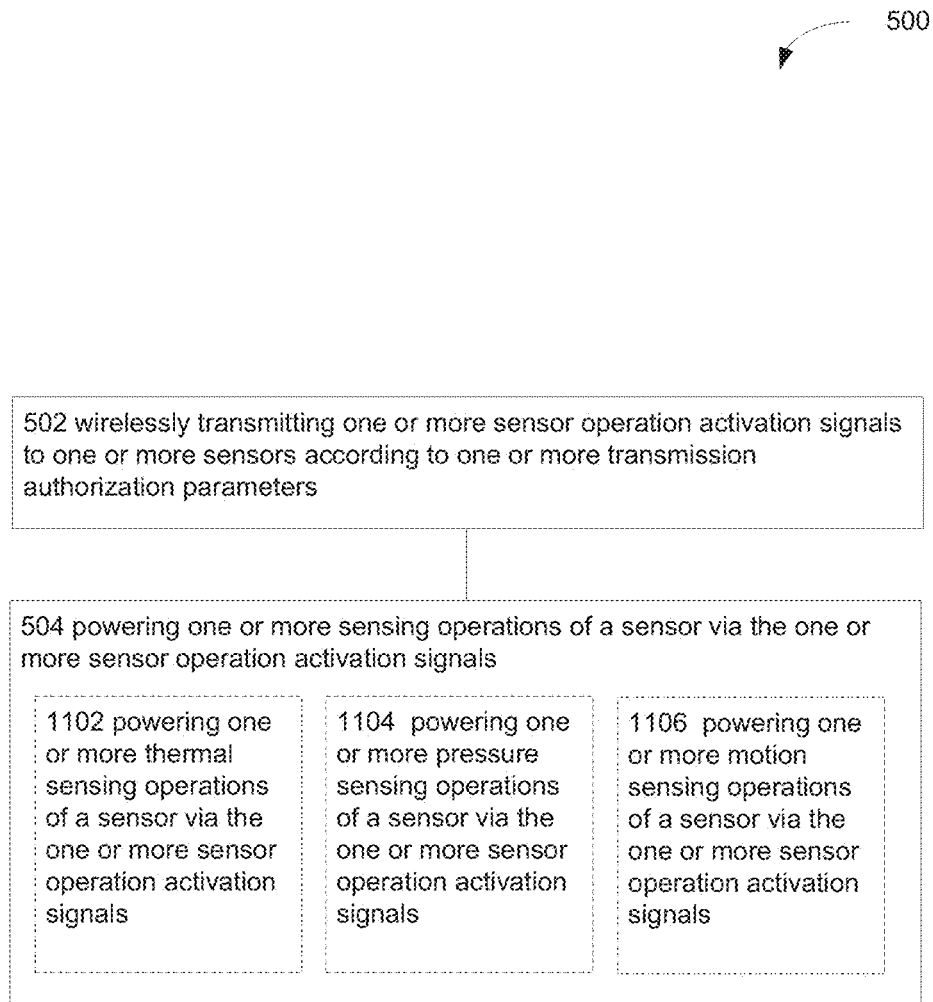 500
502 wirelessly transmitting one or more sensor operation activation signals
to one or more sensors according to one or more transmission
authorization parameters
504 powering one or more sensing operations of a sensor via the one or
more sensor operation activation signals
1102 powering one
or more thermal
sensing operations
of a sensor via the
one or more sensor
operation activation
signals
1104 powering one
or more pressure
sensing operations
of a sensor via the
one or more sensor
operation activation
signals
1106 powering one
or more motion
sensing operations
of a sensor via the
one or more sensor
operation activation
signals